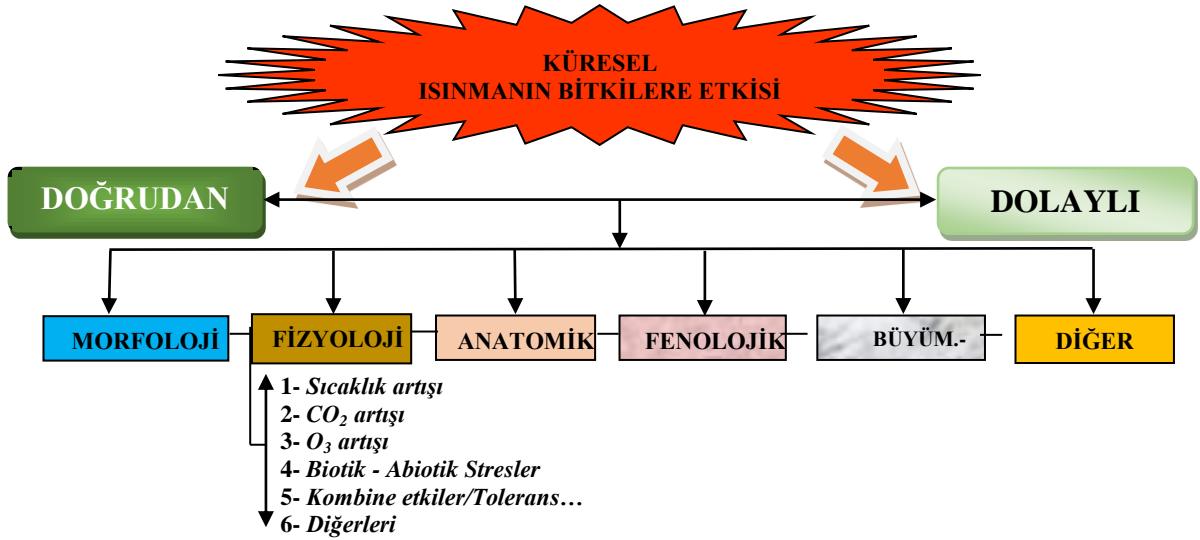 KÜRESEL
ISINMANIN BİTKİLERE ETKİSİ
DOĞRUDAN
DOLAYLI
MORFOLOJİ
FİZYOLOJİ
ANATOMİK
FENOLOJİK
BÜYÜM.-
DİĞER
1- Sıcaklık artışı
2- CO₂ artışı
3- O₃ artışı
4- Biotik - Abiotik Stresler
5- Kombine etkiler/Tolerans…
6- Diğerleri